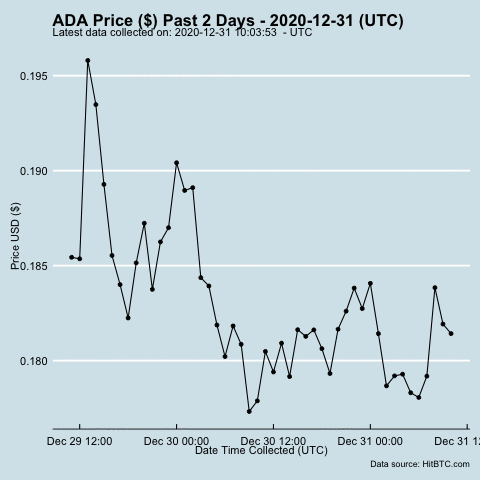 ADA Price ($) Past 2 Days - 2020-12-31 (UTC)
Latest data collected on: 2020-12-31 10:03:53 - UTC
0.195
0.190
0.185
0.180
Price USD ($)
Dec 29 12:00 Dec 30 00:00 Dec 30 12:00 Dec 31 00:00 Dec 31 12
Date Time Collected (UTC)
Data source: HitBTC.com